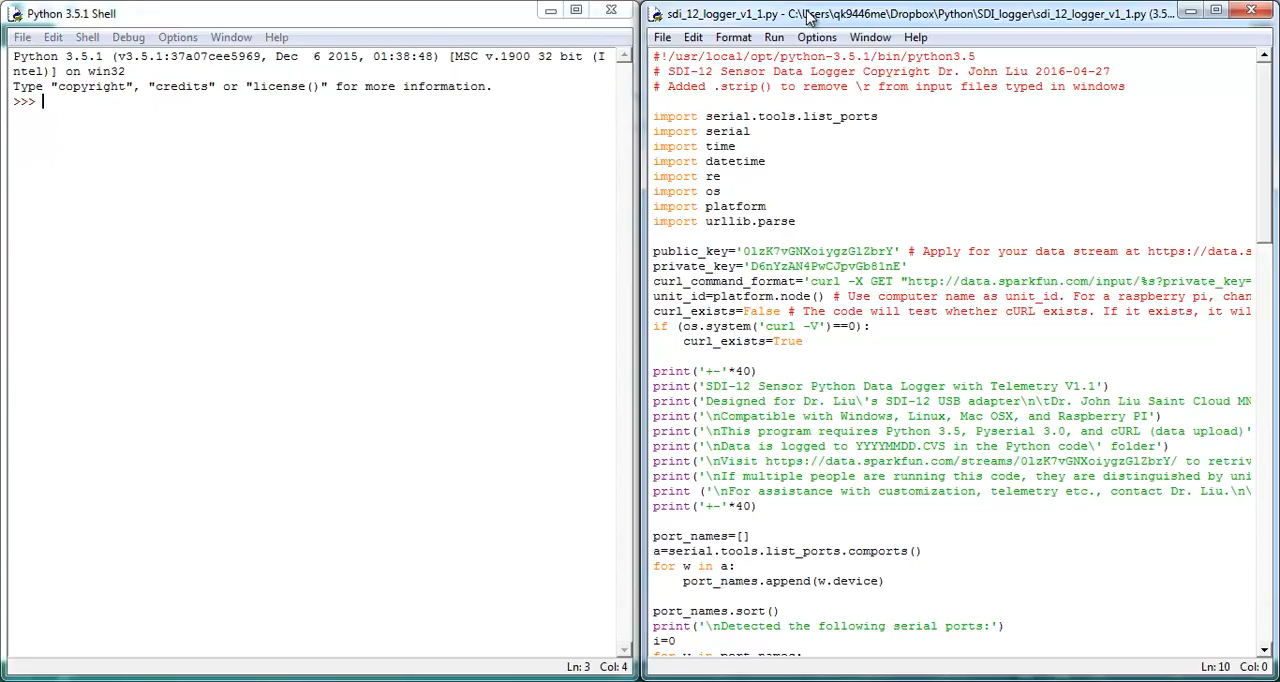 Python 3.5.1 Shell
File Edit Shell Debug Options Window Help
Python 3.5.1 (v3.5.1:37a07cee5969, Dec  6 2015, 01:38:48) [MSC v.1900 32 bit (I
ntel)] on win32
Type "copyright", "credits" or "license()" for more information.
>>>
Ln: 3 Col: 4
sdi_12_logger_v1_1.py - C:\Users\qk9446me\Dropbox\Python\SDI_logger\sdi_12_logger_v1_1.py (3.5...
File Edit Format Run Options Window Help
#!/usr/local/opt/python-3.5.1/bin/python3.5
# SDI-12 Sensor Data Logger Copyright Dr. John Liu 2016-04-27
# Added .strip() to remove \r from input files typed in windows
import serial.tools.list_ports
import serial
import time
import datetime
import re
import os
import platform
import urllib.parse
public_key='0lzK7vGNXoiygzGlZbrY' # Apply for your data stream at https://data.s
private_key='D6nYzAN4PwCJpvGb81nE'
curl_command_format='curl -X GET "http://data.sparkfun.com/input/%s?private_key=
unit_id=platform.node() # Use computer name as unit_id. For a raspberry pi, chan
curl_exists=False # The code will test whether cURL exists. If it exists, it wil
if (os.system('curl -V')==0):
    curl_exists=True
print('+-'*40)
print('SDI-12 Sensor Python Data Logger with Telemetry V1.1')
print('Designed for Dr. Liu\'s SDI-12 USB adapter\n\tDr. John Liu Saint Cloud MN
print('\nCompatible with Windows, Linux, Mac OSX, and Raspberry PI')
print('\nThis program requires Python 3.5, Pyserial 3.0, and cURL (data upload)'
print('\nData is logged to YYYYMMDD.CVS in the Python code\' folder')
print('\nVisit https://data.sparkfun.com/streams/0lzK7vGNXoiygzGlZbrY/ to retriv
print('\nIf multiple people are running this code, they are distinguished by uni
print ('\nFor assistance with customization, telemetry etc., contact Dr. Liu.\n\
print('+-'*40)
port_names=[]
a=serial.tools.list_ports.comports()
for w in a:
    port_names.append(w.device)
port_names.sort()
print('\nDetected the following serial ports:')
i=0
for w in port_names:
Ln: 10 Col: 0